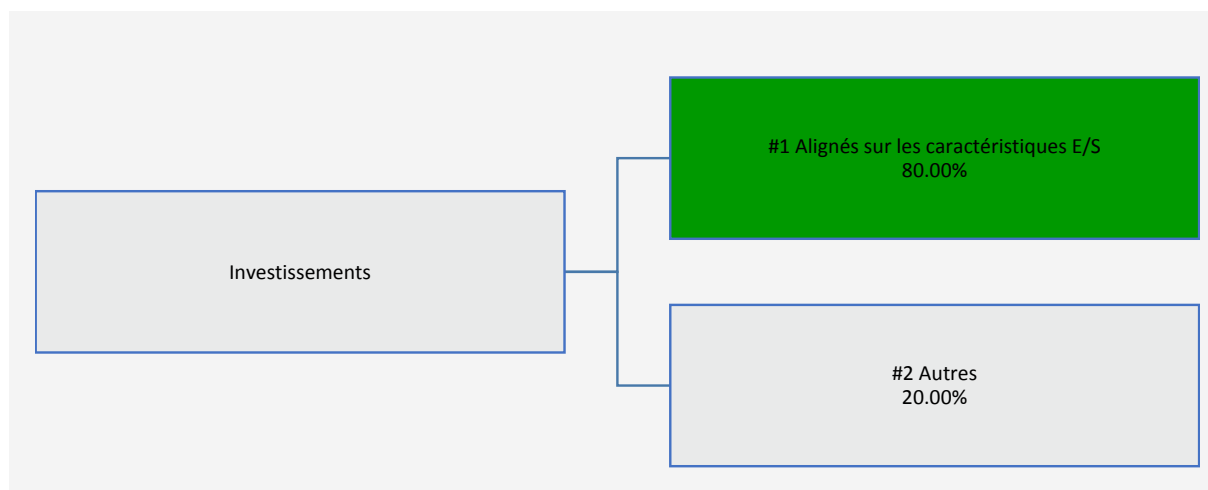 #1 Alignés sur les caractéristiques E/S
80.00%
Investissements
#2 Autres
20.00%